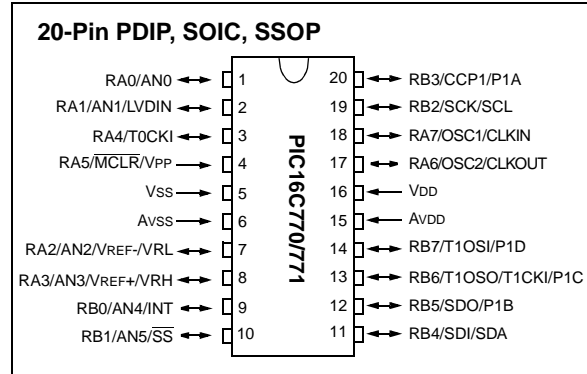 20-Pin PDIP, SOIC, SSOP
RA0/AN0 1 20 RB3/CCP1/P1A
RA1/AN1/LVDIN 2 19 RB2/SCK/SCL
RA4/T0CKI 3 18 RA7/OSC1/CLKIN
RA5/MCLR/VPP 4 17 RA6/OSC2/CLKOUT
VSS 5 16 VDD
AVSS 6 15 AVDD
RA2/AN2/VREF-/VRL 7 14 RB7/T1OSI/P1D
RA3/AN3/VREF+/VRH 8 13 RB6/T1OSO/T1CKI/P1C
RB0/AN4/INT 9 12 RB5/SDO/P1B
RB1/AN5/SS 10 11 RB4/SDI/SDA
PIC16C770/771